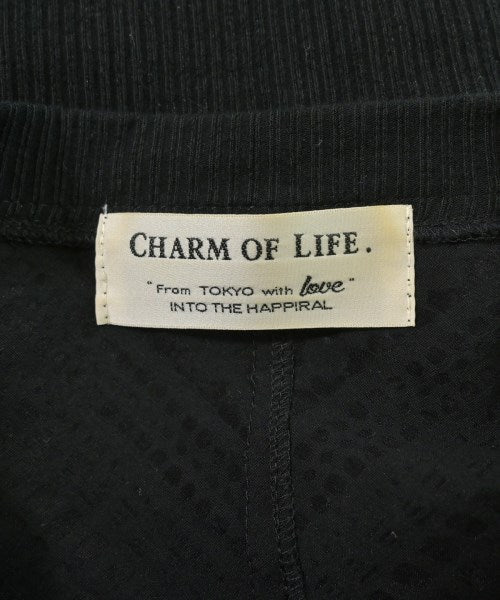 CHARM OF LIFE.
"From TOKYO with love"
INTO THE HAPPIRAL